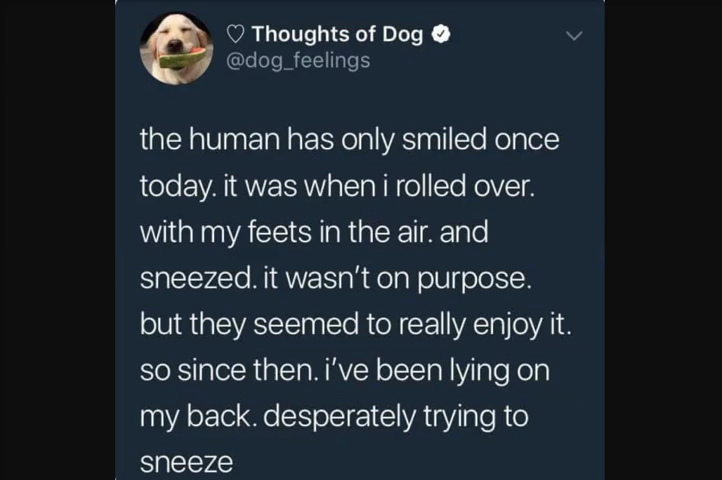 ♡ Thoughts of Dog
@dog_feelings
the human has only smiled once
today. it was when i rolled over.
with my feets in the air. and
sneezed. it wasn't on purpose.
but they seemed to really enjoy it.
so since then. i've been lying on
my back. desperately trying to
sneeze